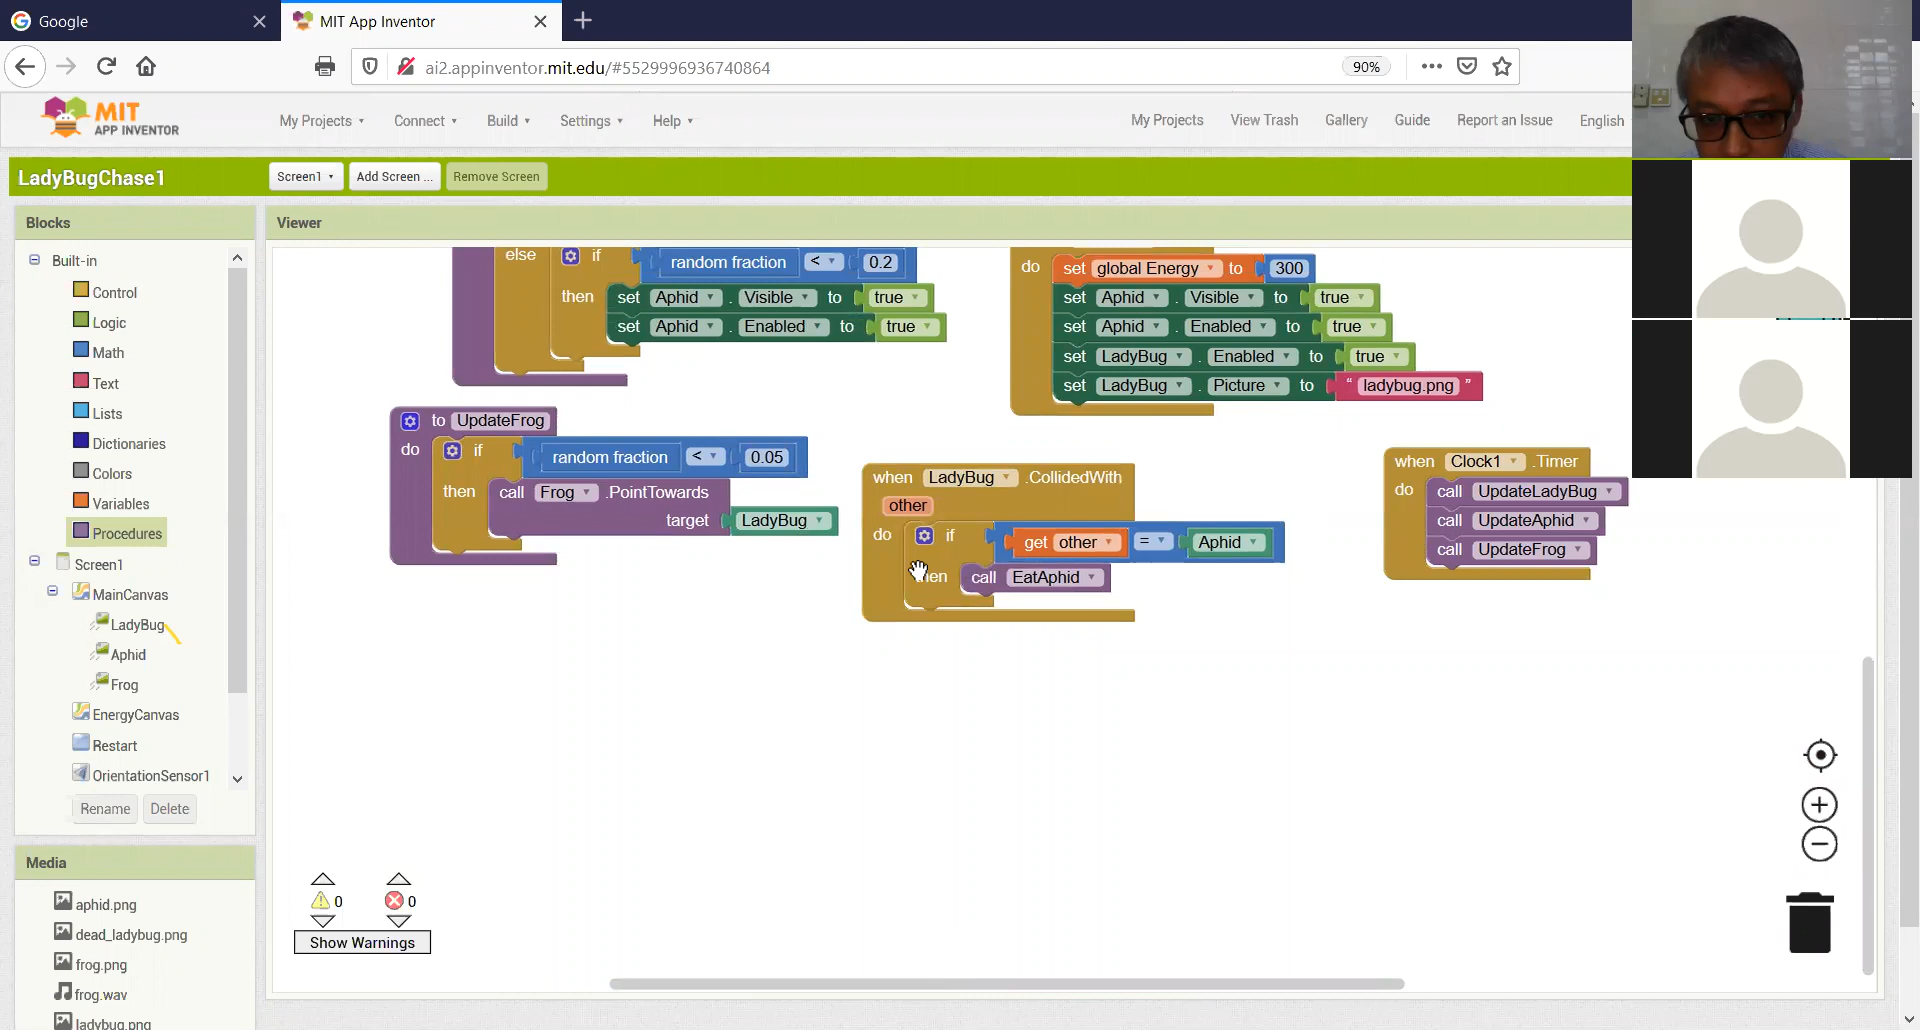 Google
MIT App Inventor
ai2.appinventor.mit.edu/#5529996936740864
90%
MIT
APP INVENTOR
My Projects
Connect
Build
Settings
Help
My Projects
View Trash
Gallery
Guide
Report an Issue
English
LadyBugChase1
Screen1
Add Screen ...
Remove Screen
Blocks
Viewer
Built-in
Control
Logic
Math
Text
Lists
Dictionaries
Colors
Variables
Procedures
Screen1
MainCanvas
LadyBug
Aphid
Frog
EnergyCanvas
Restart
OrientationSensor1
Rename
Delete
Media
aphid.png
dead_ladybug.png
frog.png
frog.wav
ladybug.png
else if random fraction < 0.2
then set Aphid . Visible to true
set Aphid . Enabled to true
do set global Energy to 300
set Aphid . Visible to true
set Aphid . Enabled to true
set LadyBug . Enabled to true
set LadyBug . Picture to " ladybug.png "
to UpdateFrog
do if random fraction < 0.05
then call Frog .PointTowards
target LadyBug
when LadyBug .CollidedWith
other
do if get other = Aphid
then call EatAphid
when Clock1 .Timer
do call UpdateLadyBug
call UpdateAphid
call UpdateFrog
0
0
Show Warnings